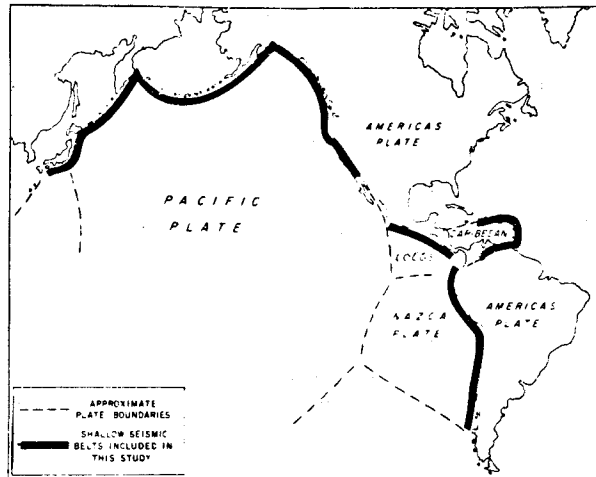 AMERICAS
PLATE
PACIFIC
PLATE
CARIBBEAN
COCOS
NAZCA
PLATE
AMERICAS
PLATE
APPROXIMATE
PLATE BOUNDARIES
SHALLOW SEISMIC
BELTS INCLUDED IN
THIS STUDY